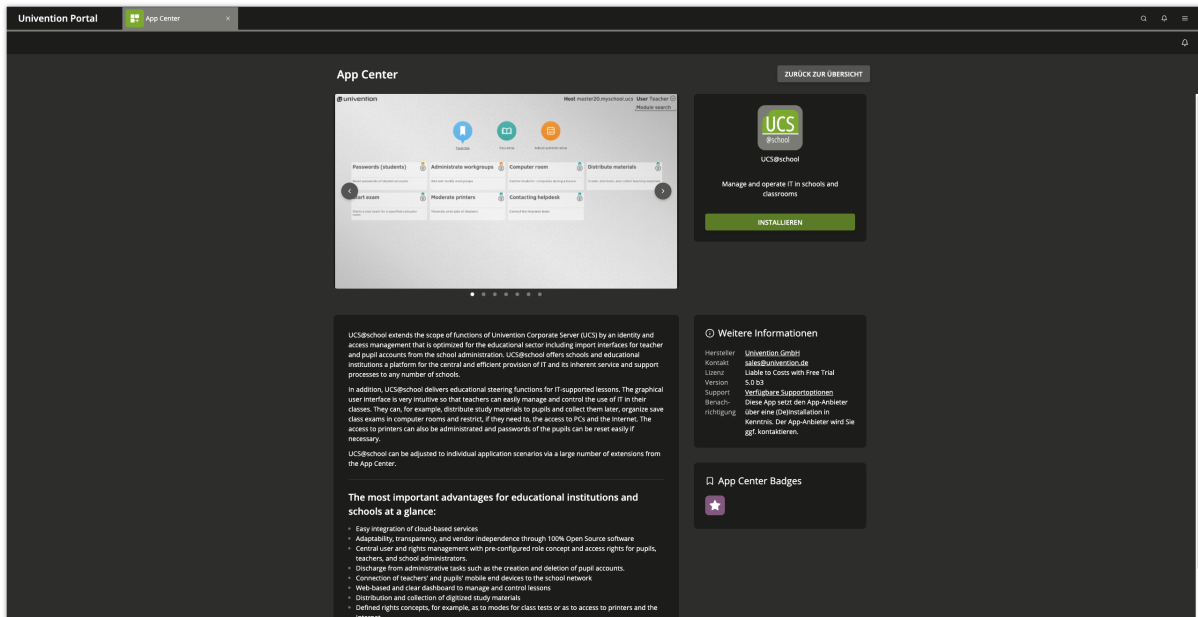 Univention Portal
App Center
×
App Center
ZURÜCK ZUR ÜBERSICHT
univention
Host master20.myschool.ucs User Teacher
Module search
Passwords (students)
Administrate workgroups
Computer room
Distribute materials
Start exam
Moderate printers
Contacting helpdesk
UCS
@school
UCS@school
Manage and operate IT in schools and
classrooms
INSTALLIEREN
UCS@school extends the scope of functions of Univention Corporate Server (UCS) by an identity and
access management that is optimized for the educational sector including import interfaces for teacher
and pupil accounts from the school administration. UCS@school offers schools and educational
institutions a platform for the central and efficient provision of IT and its inherent service and support
processes to any number of schools.
In addition, UCS@school delivers educational steering functions for IT-supported lessons. The graphical
user interface is very intuitive so that teachers can easily manage and control the use of IT in their
classes. They can, for example, distribute study materials to pupils and collect them later, organize save
class exams in computer rooms and restrict, if they need to, the access to PCs and the Internet. The
access to printers can also be administrated and passwords of the pupils can be reset easily if
necessary.
UCS@school can be adjusted to individual application scenarios via a large number of extensions from
the App Center.
The most important advantages for educational institutions and
schools at a glance:
Easy integration of cloud-based services
Adaptability, transparency, and vendor independence through 100% Open Source software
Central user and rights management with pre-configured role concept and access rights for pupils,
teachers, and school administrators.
Discharge from administrative tasks such as the creation and deletion of pupil accounts.
Connection of teachers' and pupils' mobile end devices to the school network
Web-based and clear dashboard to manage and control lessons
Distribution and collection of digitized study materials
Defined rights concepts, for example, as to modes for class tests or as to access to printers and the
Internet
Weitere Informationen
Hersteller Univention GmbH
Kontakt sales@univention.de
Lizenz Liable to Costs with Free Trial
Version 5.0 b3
Support Verfügbare Supportoptionen
Benach- Diese App setzt den App-Anbieter
richtigung über eine (De)Installation in
Kenntnis. Der App-Anbieter wird Sie
ggf. kontaktieren.
App Center Badges